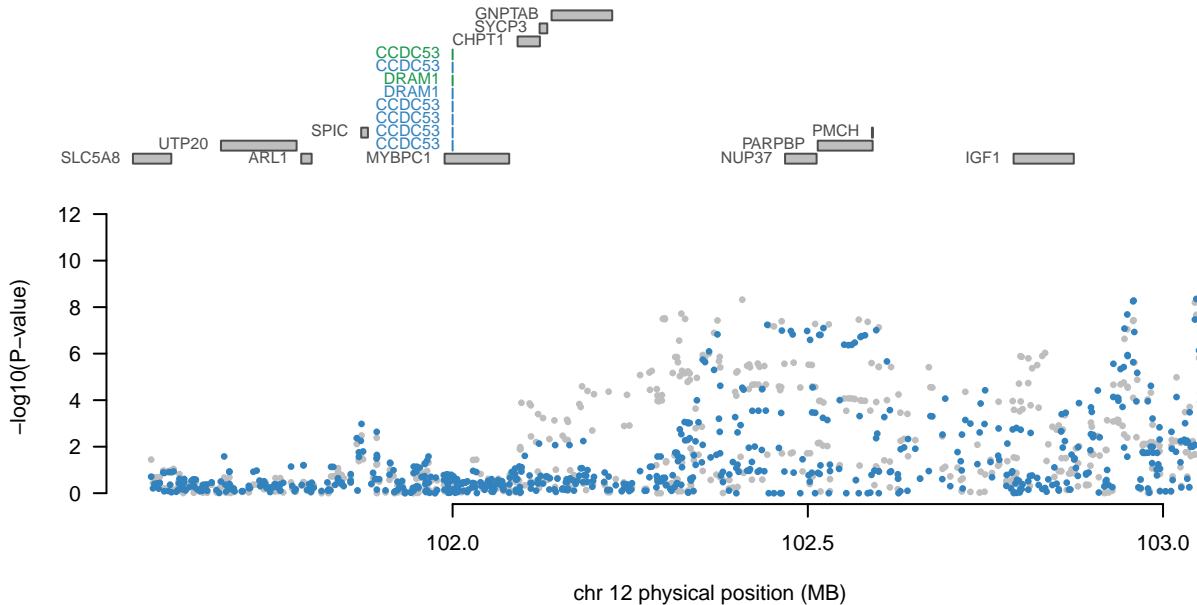 GNPTAB
SYCP3
CHPT1
CCDC53
CCDC53
DRAM1
DRAM1
CCDC53
CCDC53
SPIC CCDC53 PMCH
UTP20 CCDC53 PARPBP
SLC5A8 ARL1 MYBPC1 NUP37 IGF1
12
10
8
6
4
2
0
−log10(P−value)
102.0 102.5 103.0
chr 12 physical position (MB)